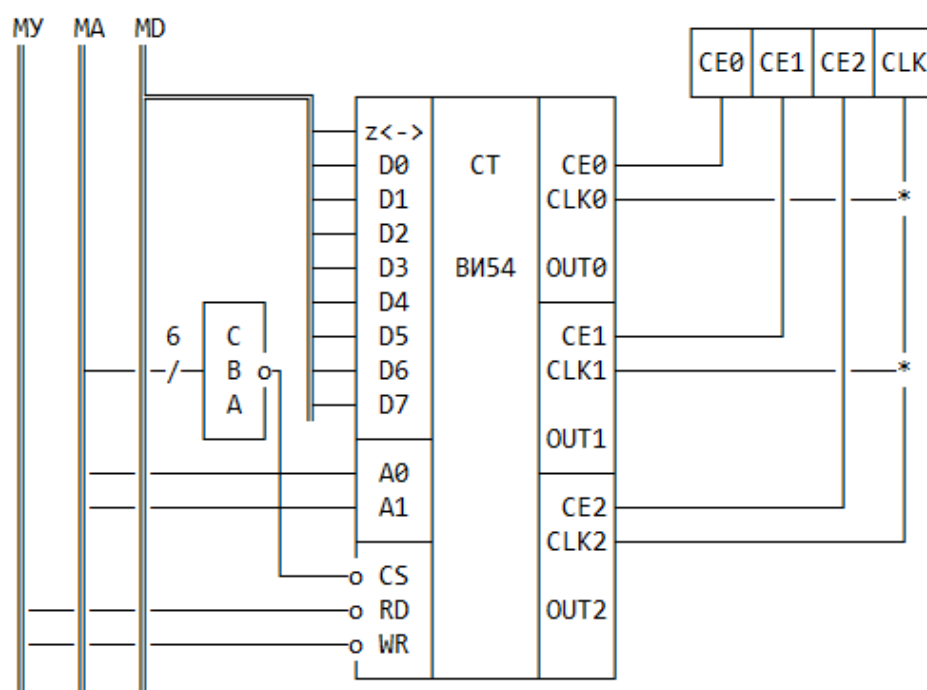 МУ МА MD
CE0 CE1 CE2 CLK
z<->
D0 СТ CE0
D1 CLK0 *
D2
D3 ВИ54 OUT0
D4
6 C D5 CE1
/ B D6 CLK1 *
A D7
OUT1
A0
A1 CE2
CLK2
CS
RD OUT2
WR